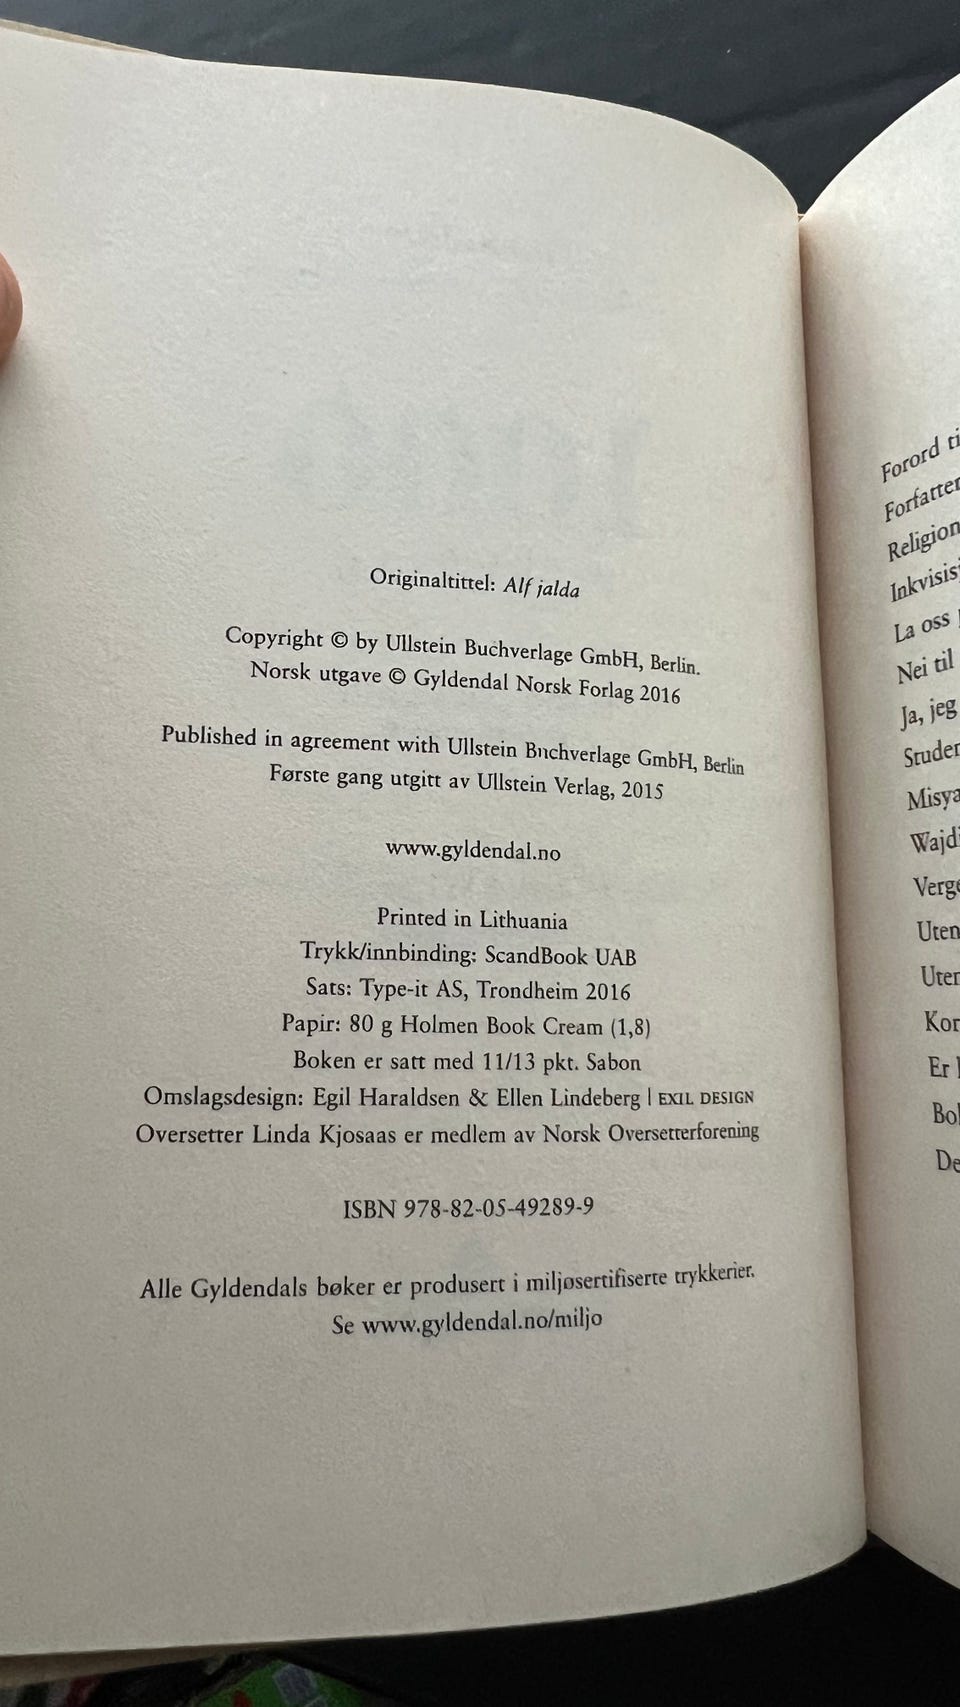 Originaltittel: Alf jalda
Copyright © by Ullstein Buchverlage GmbH, Berlin.
Norsk utgave © Gyldendal Norsk Forlag 2016
Published in agreement with Ullstein Buchverlage GmbH, Berlin
Første gang utgitt av Ullstein Verlag, 2015
www.gyldendal.no
Printed in Lithuania
Trykk/innbinding: ScandBook UAB
Sats: Type-it AS, Trondheim 2016
Papir: 80 g Holmen Book Cream (1,8)
Boken er satt med 11/13 pkt. Sabon
Omslagsdesign: Egil Haraldsen & Ellen Lindeberg | EXIL DESIGN
Oversetter Linda Kjosaas er medlem av Norsk Oversetterforening
ISBN 978-82-05-49289-9
Alle Gyldendals bøker er produsert i miljøsertifiserte trykkerier.
Se www.gyldendal.no/miljo
Forord ti
Forfatter
Religion
Inkvisis
La oss
Nei til
Ja, jeg
Studer
Misya
Wajdi
Verge
Uten
Uter
Kor
Er
Bo
De